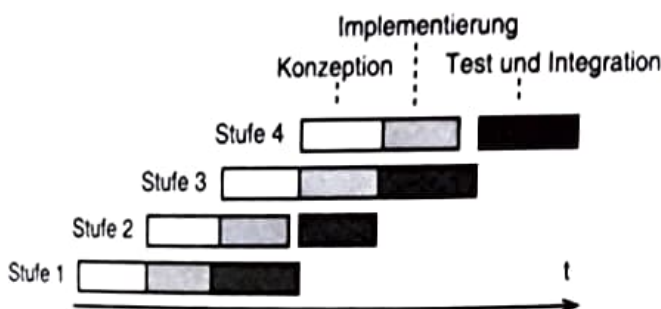 Implementierung
Konzeption
Test und Integration
Stufe 4
Stufe 3
Stufe 2
Stufe 1
t